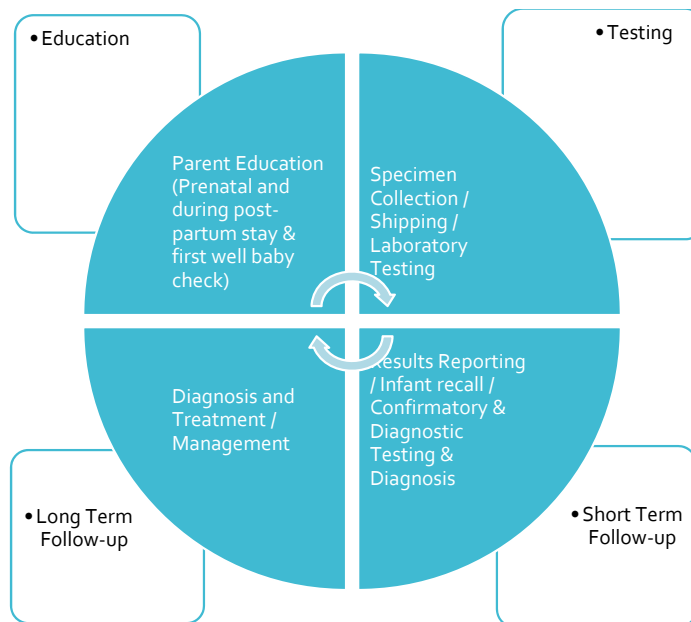 • Education
• Testing
Parent Education
(Prenatal and
during post-
partum stay &
first well baby
check)
Specimen
Collection /
Shipping /
Laboratory
Testing
Diagnosis and
Treatment /
Management
Results Reporting
/ Infant recall /
Confirmatory &
Diagnostic
Testing &
Diagnosis
• Long Term
Follow-up
• Short Term
Follow-up